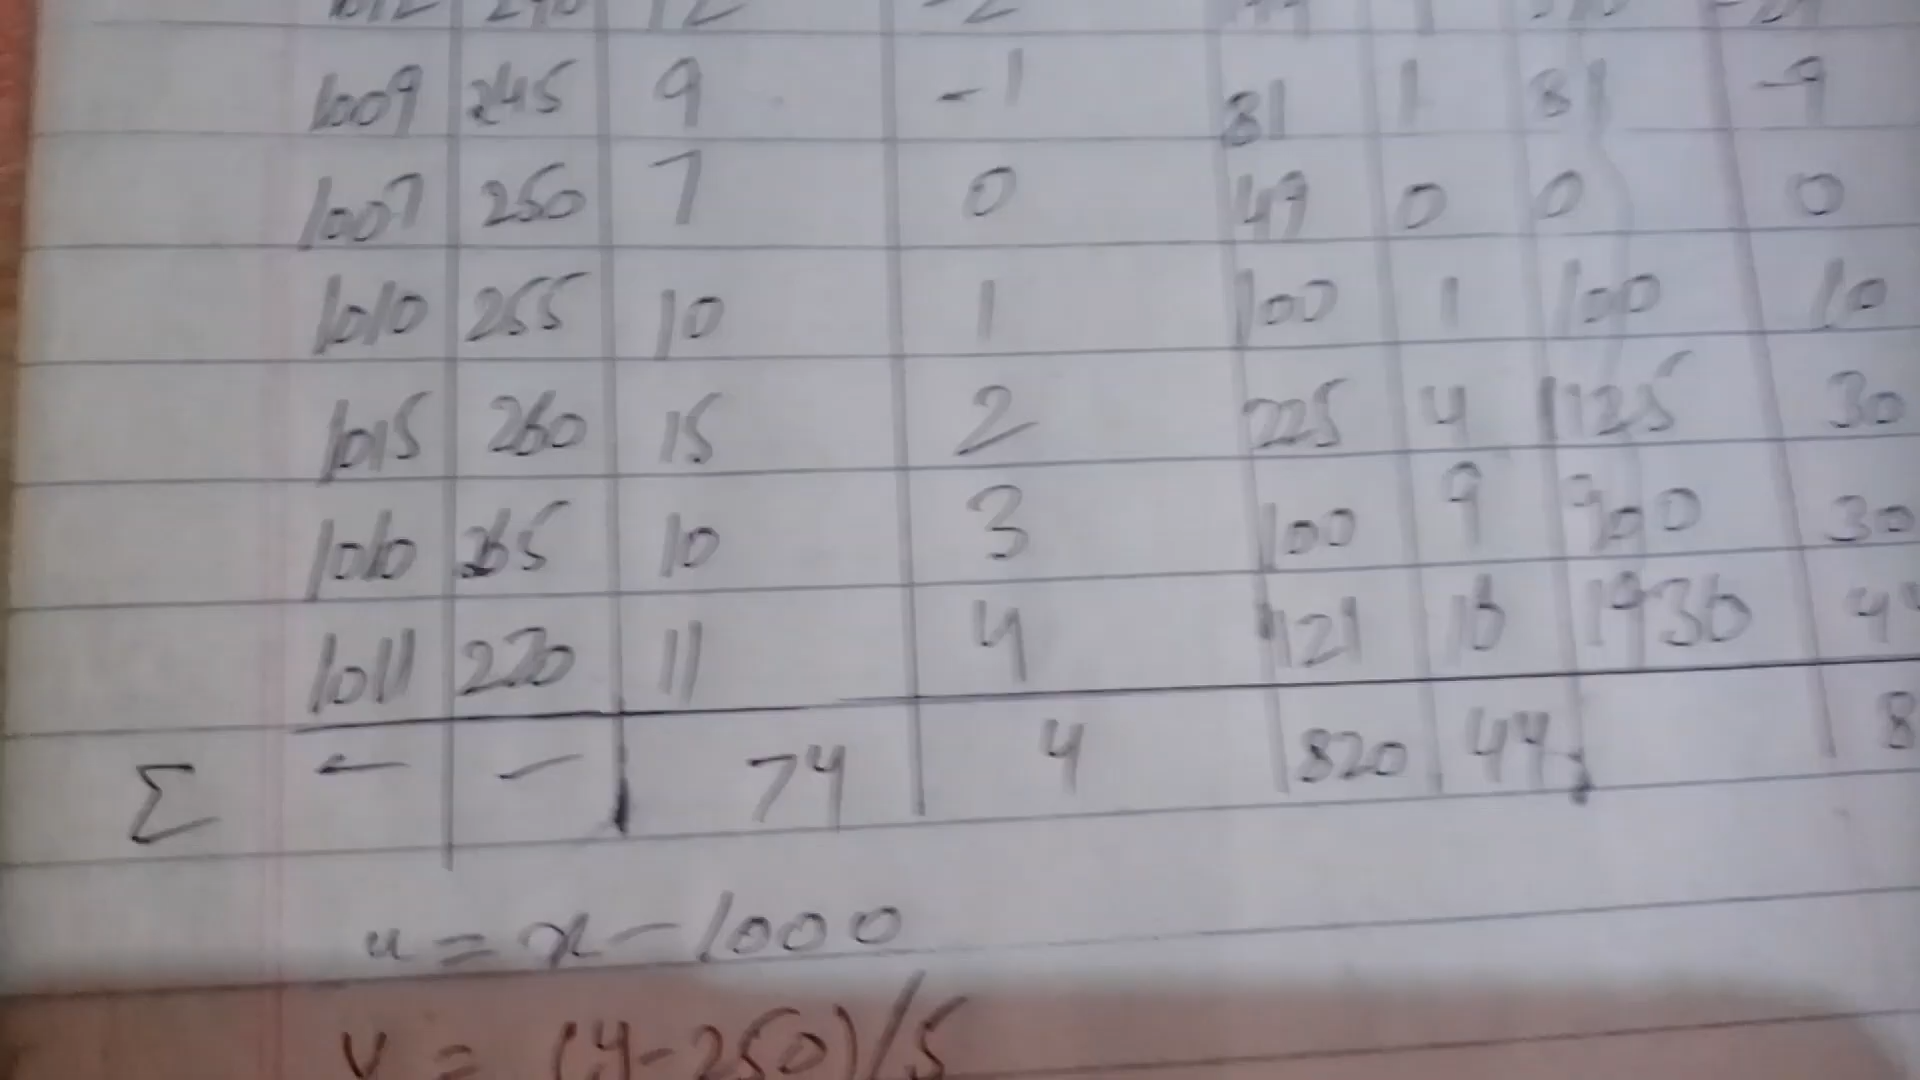 1009 245 9 -1 81 1 81 -9
1007 250 7 0 49 0 0 0
1010 255 10 1 100 1 100 10
1015 260 15 2 225 4 1125 30
1010 265 10 3 100 9 900 30
1011 270 11 4 121 16 1936 44
Σ — — 74 4 820 44 8
u = x - 1000
v = (y-250)/5